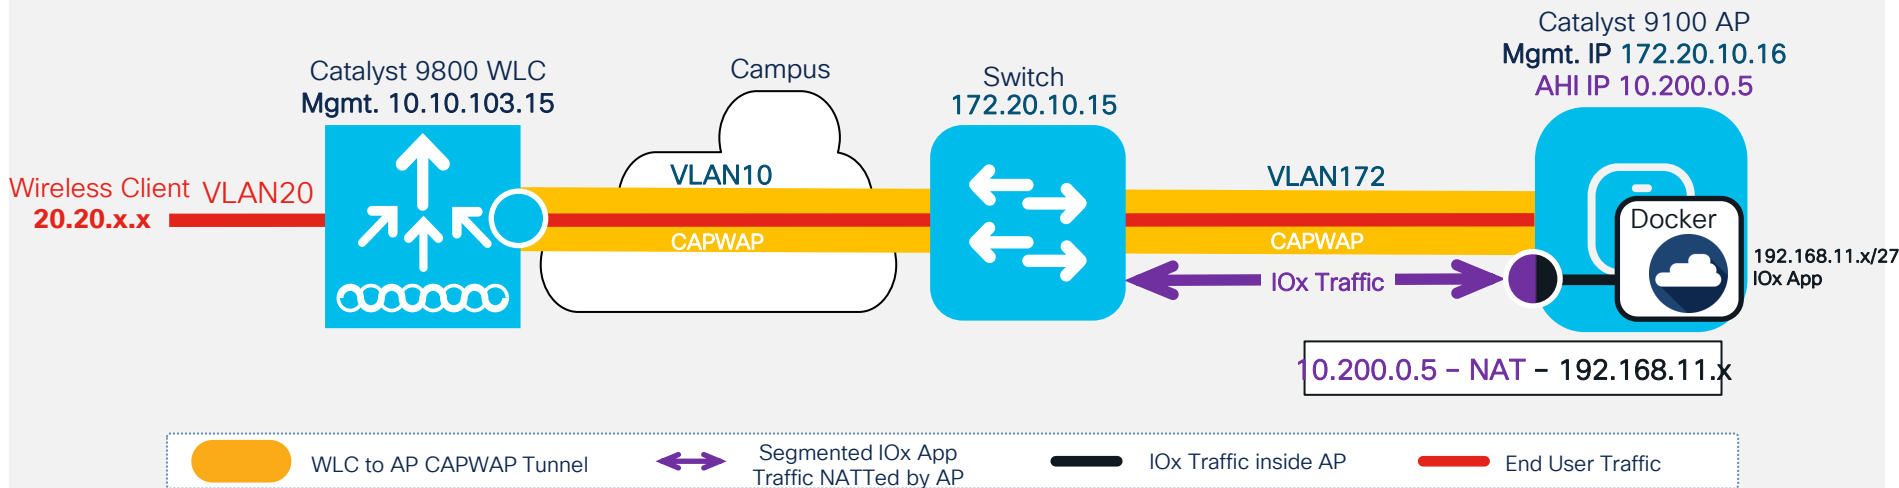 Catalyst 9800 WLC
Mgmt. 10.10.103.15
Campus
Switch
172.20.10.15
Catalyst 9100 AP
Mgmt. IP 172.20.10.16
AHI IP 10.200.0.5
Wireless Client
20.20.x.x
VLAN20
VLAN10
CAPWAP
VLAN172
CAPWAP
IOx Traffic
Docker
192.168.11.x/27
IOx App
10.200.0.5 – NAT – 192.168.11.x
WLC to AP CAPWAP Tunnel
Segmented IOx App
Traffic NATTed by AP
IOx Traffic inside AP
End User Traffic